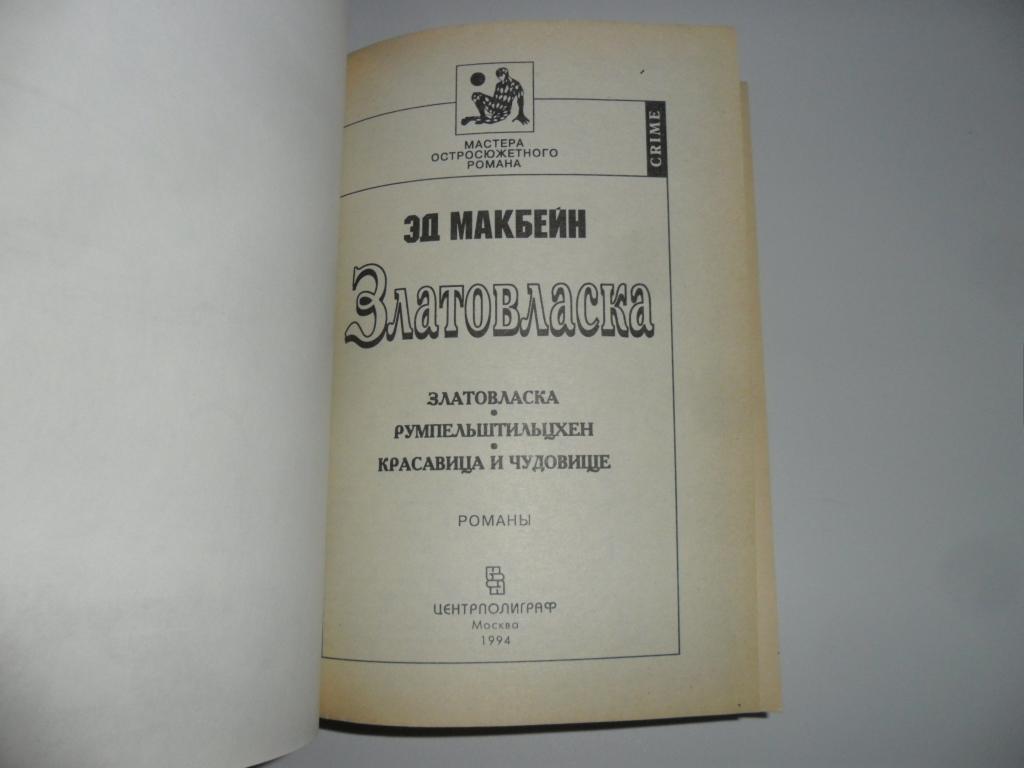 МАСТЕРА
ОСТРОСЮЖЕТНОГО
РОМАНА
CRIME
ЭД МАКБЕЙН
ЗЛАТОВЛАСКА
ЗЛАТОВЛАСКА
•
РУМПЕЛЬШТИЛЬЦХЕН
•
КРАСАВИЦА И ЧУДОВИЩЕ
РОМАНЫ
ЦЕНТРПОЛИГРАФ
Москва
1994